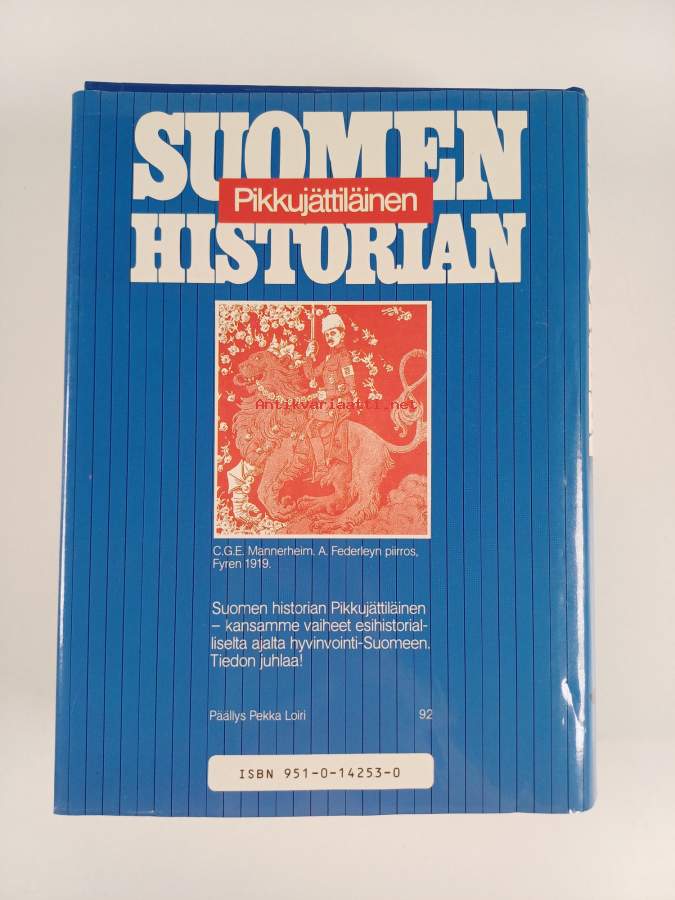 SUOMEN
Pikkujättiläinen
HISTORIAN
Antikvariaatti.net
C.G.E. Mannerheim. A. Federleyn piirros,
Fyren 1919.
Suomen historian Pikkujättiläinen
– kansamme vaiheet esihistorial-
liselta ajalta hyvinvointi-Suomeen.
Tiedon juhlaa!
Päällys Pekka Loiri 92
ISBN 951-0-14253-0